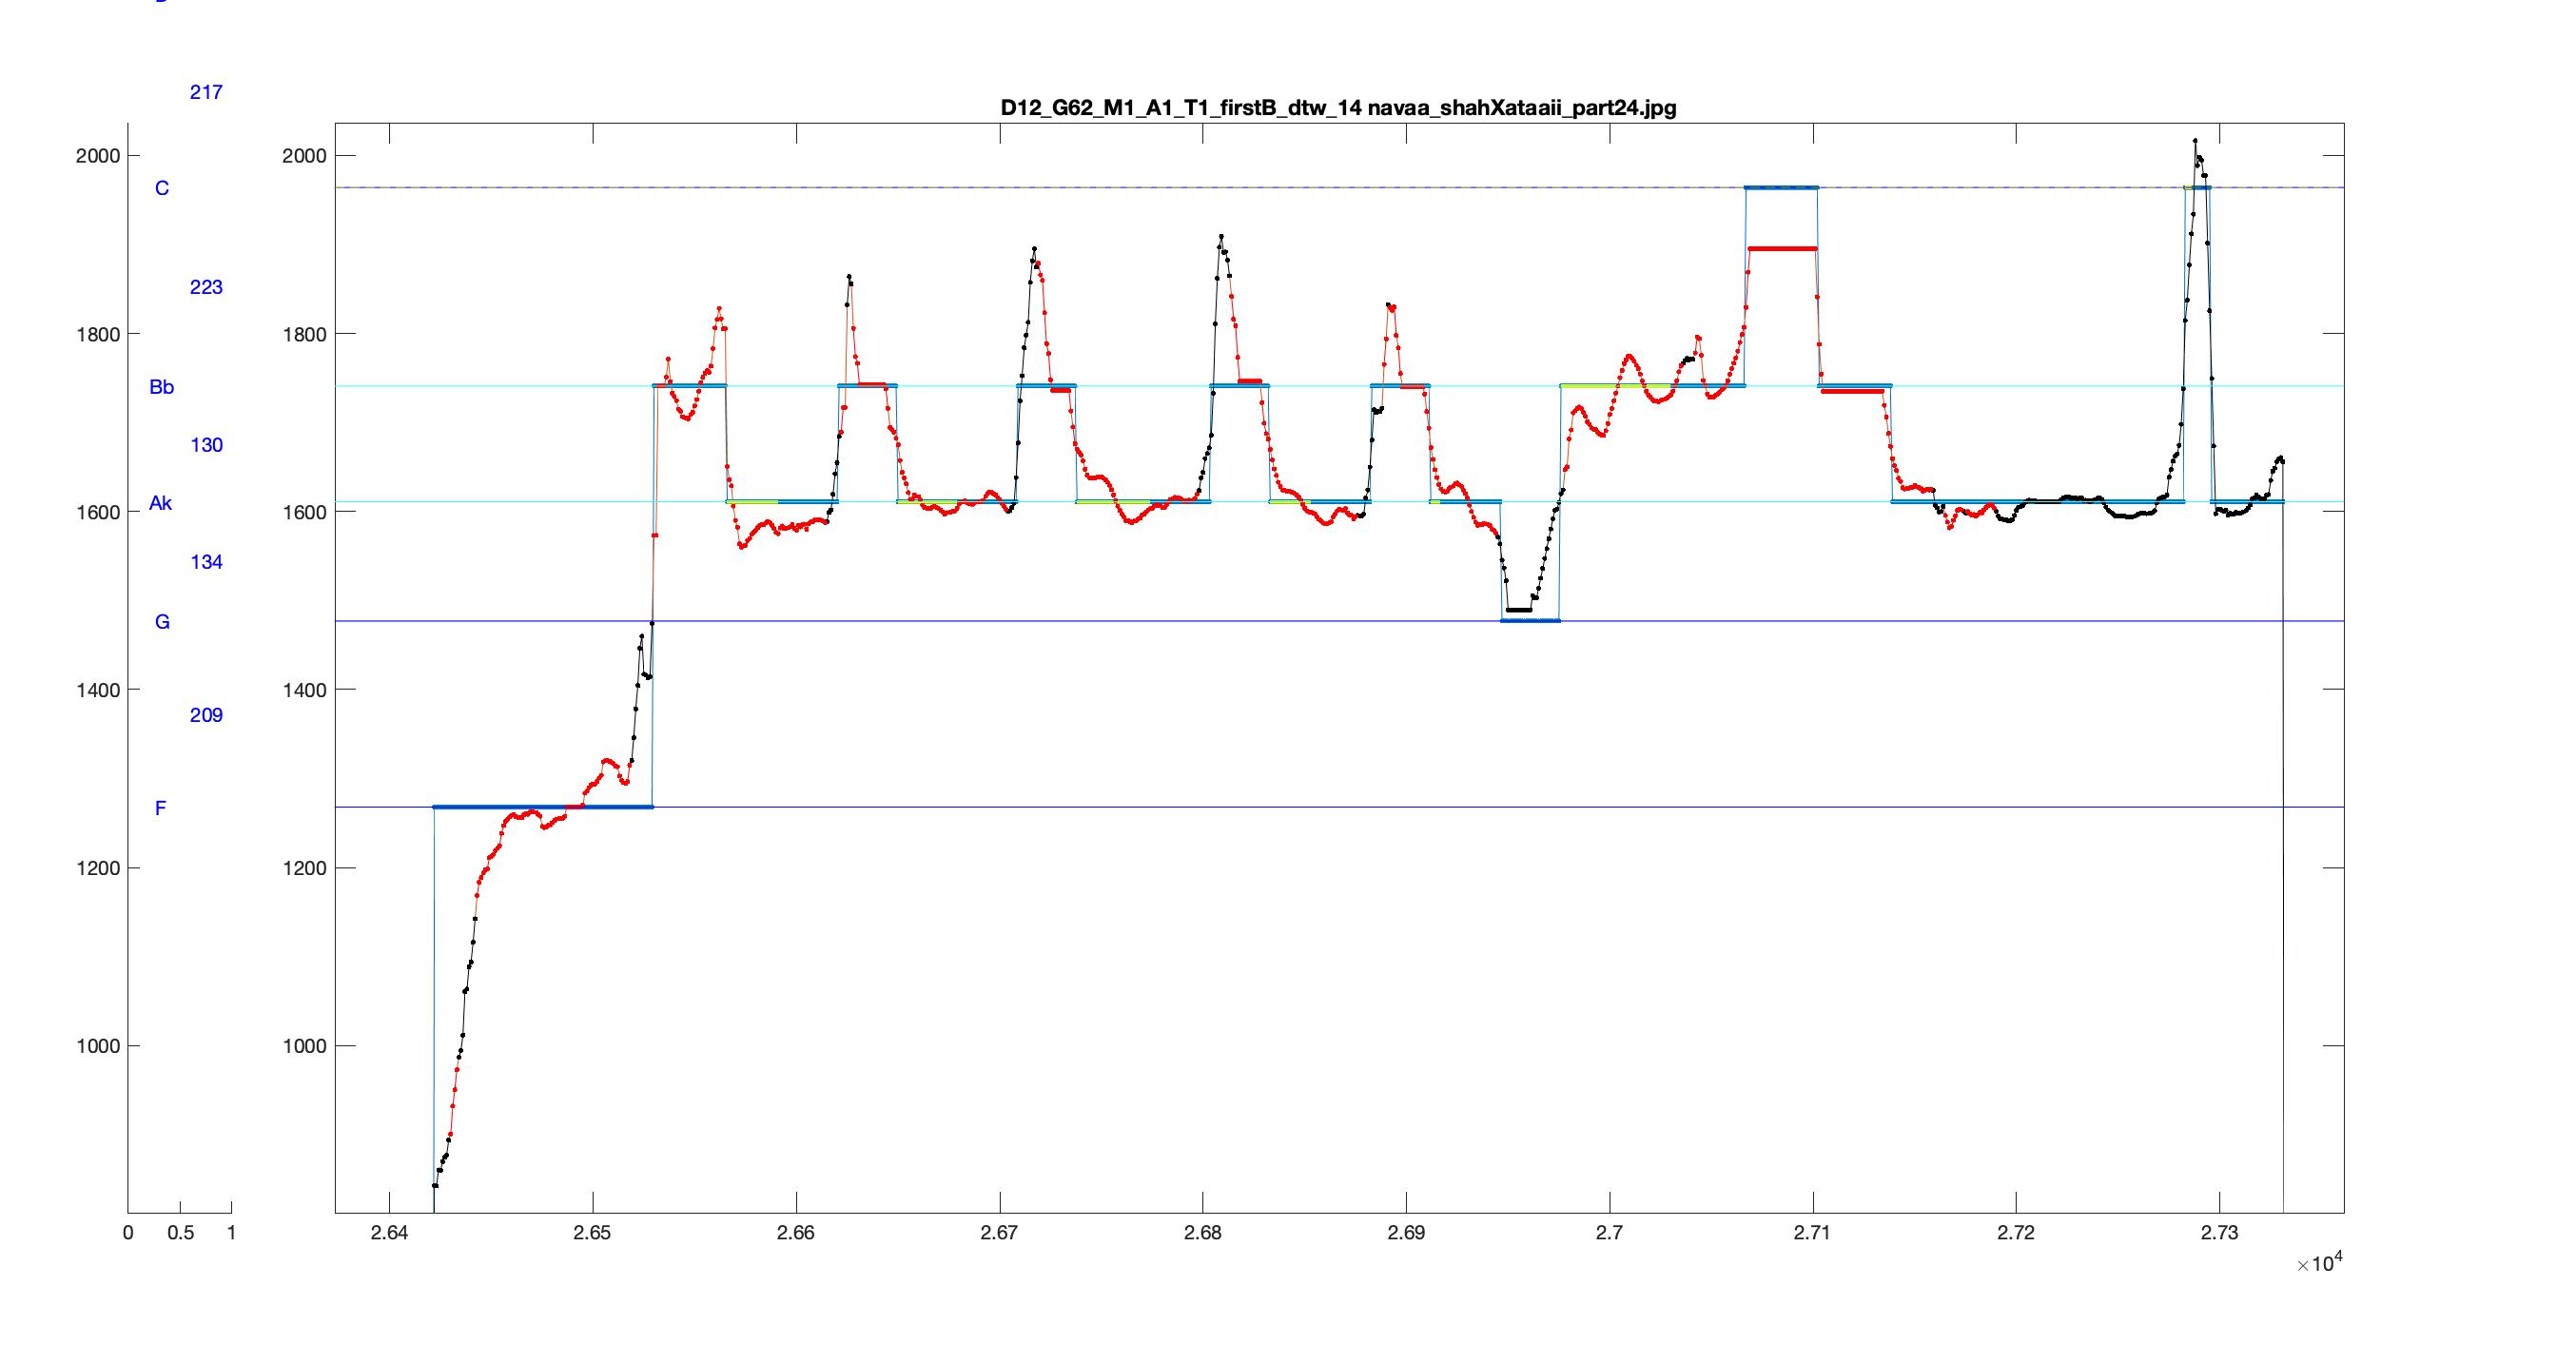 217
D12_G62_M1_A1_T1_firstB_dtw_14 navaa_shahXataaii_part24.jpg
2000 2000
C
223
1800 1800
Bb
130
1600 Ak 1600
134
G
1400 1400
209
F
1200 1200
1000 1000
0 0.5 1 2.64 2.65 2.66 2.67 2.68 2.69 2.7 2.71 2.72 2.73
×10⁴